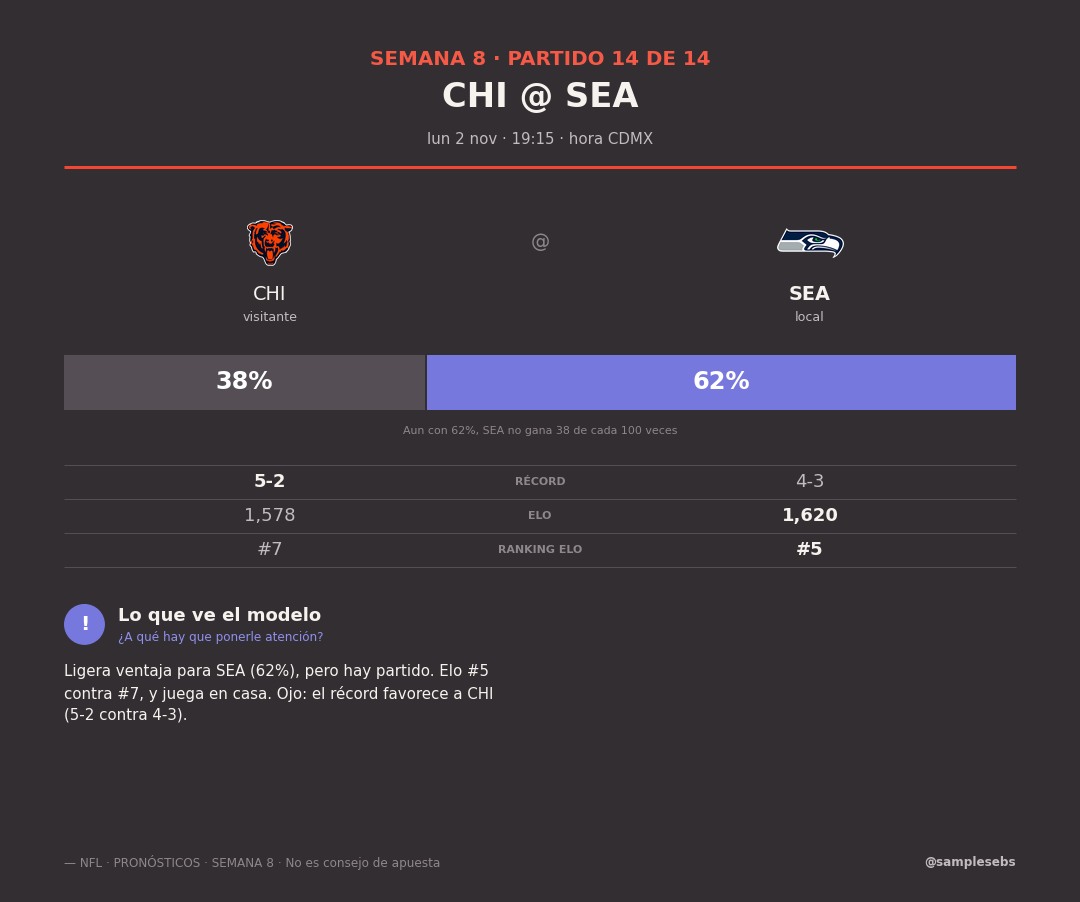 SEMANA 8 · PARTIDO 14 DE 14
CHI @ SEA
lun 2 nov · 19:15 · hora CDMX
@
CHI
SEA
visitante
local
38%
62%
Aun con 62%, SEA no gana 38 de cada 100 veces
5-2 RÉCORD 4-3
1,578 ELO 1,620
#7 RANKING ELO #5
!
Lo que ve el modelo
¿A qué hay que ponerle atención?
Ligera ventaja para SEA (62%), pero hay partido. Elo #5
contra #7, y juega en casa. Ojo: el récord favorece a CHI
(5-2 contra 4-3).
— NFL · PRONÓSTICOS · SEMANA 8 · No es consejo de apuesta
@samplesebs